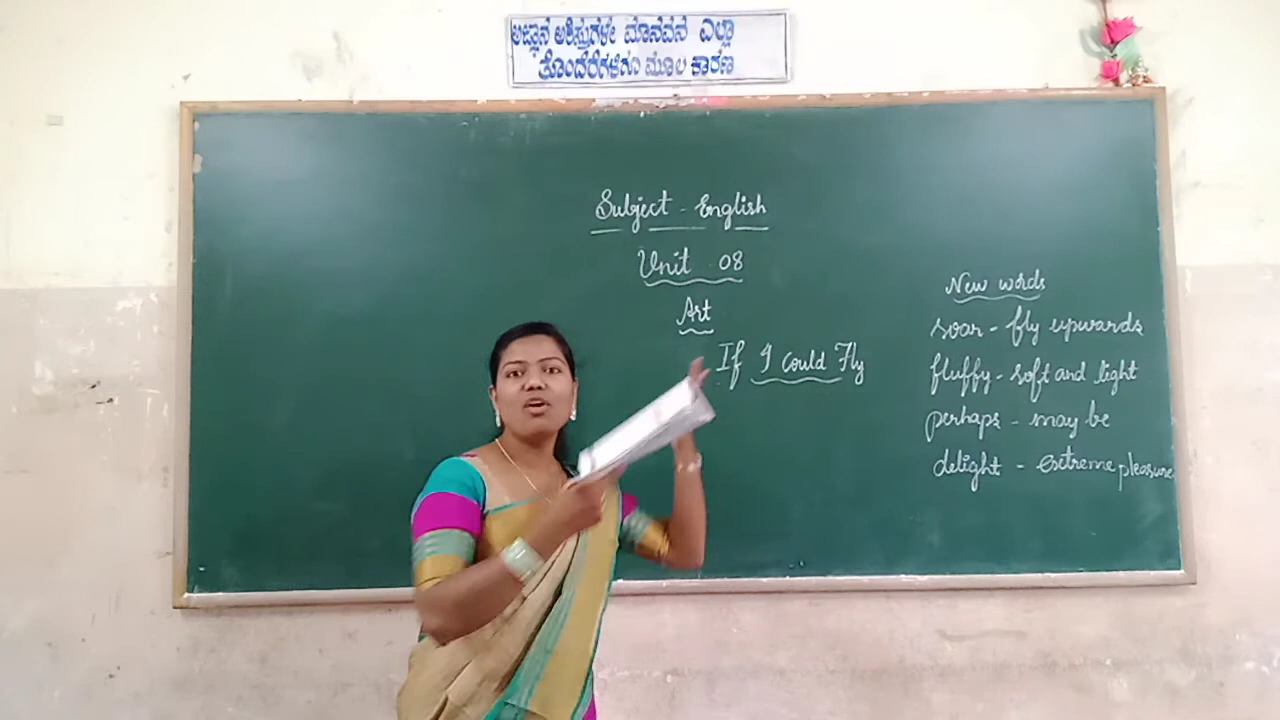 ಅಜ್ಞಾನ ಅಶಿಸ್ತುಗಳೇ ಮಾನವನ ಎಲ್ಲಾ
ತೊಂದರೆಗಳಿಗೂ ಮೂಲ ಕಾರಣ
Subject - English
Unit 08
Art
If I could Fly
New words
soar - fly upwards
fluffy - soft and light
perhaps - may be
delight - extreme pleasure